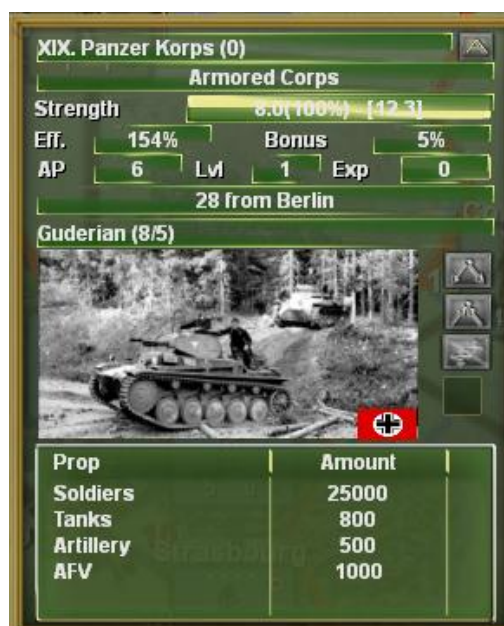 XIX. Panzer Korps (0)
Armored Corps
Strength 8.0(100%) - [12.3]
Eff. 154% Bonus 5%
AP 6 Lvl 1 Exp 0
28 from Berlin
Guderian (8/5)
Prop Amount
Soldiers 25000
Tanks 800
Artillery 500
AFV 1000
Strasbourg